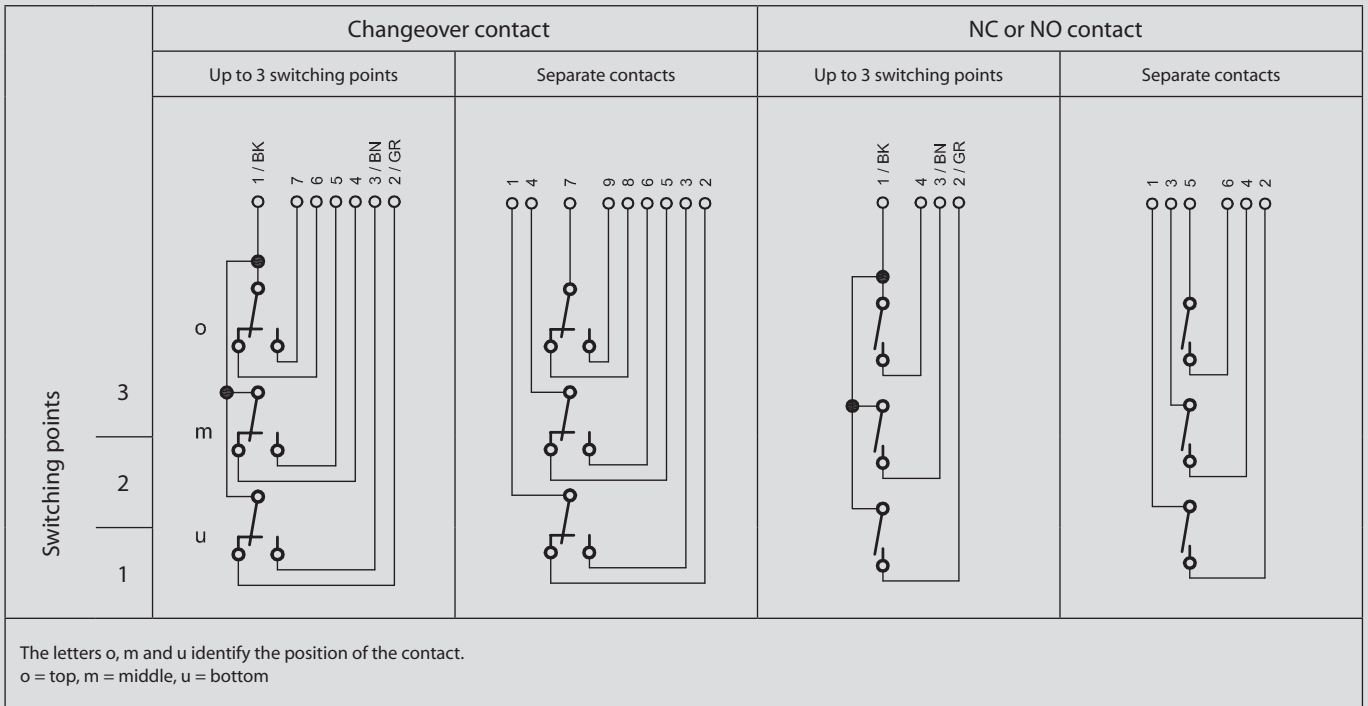 Changeover contact
NC or NO contact
Up to 3 switching points
Separate contacts
Up to 3 switching points
Separate contacts
1 / BK
7
6
5
4
3 / BN
2 / GR
1
4
7
9
8
6
5
3
2
1 / BK
4
3 / BN
2 / GR
1
3
5
6
4
2
Switching points
3
2
1
o
m
u
The letters o, m and u identify the position of the contact.
o = top, m = middle, u = bottom